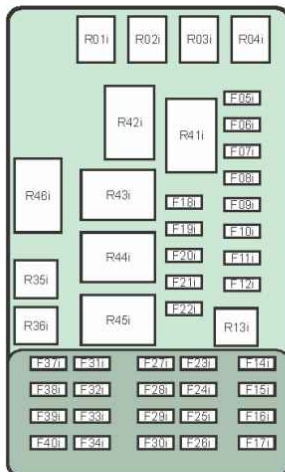 R01i R02i R03i R04i
F05i
R42i R41i F06i
F07i
F08i
R46i R43i F18i F09i
F19i F10i
R44i F20i F11i
R35i F21i F12i
R36i R45i F22i R13i
F37i F31i F27i F23i F14i
F38i F32i F28i F24i F15i
F39i F33i F29i F25i F16i
F40i F34i F30i F26i F17i